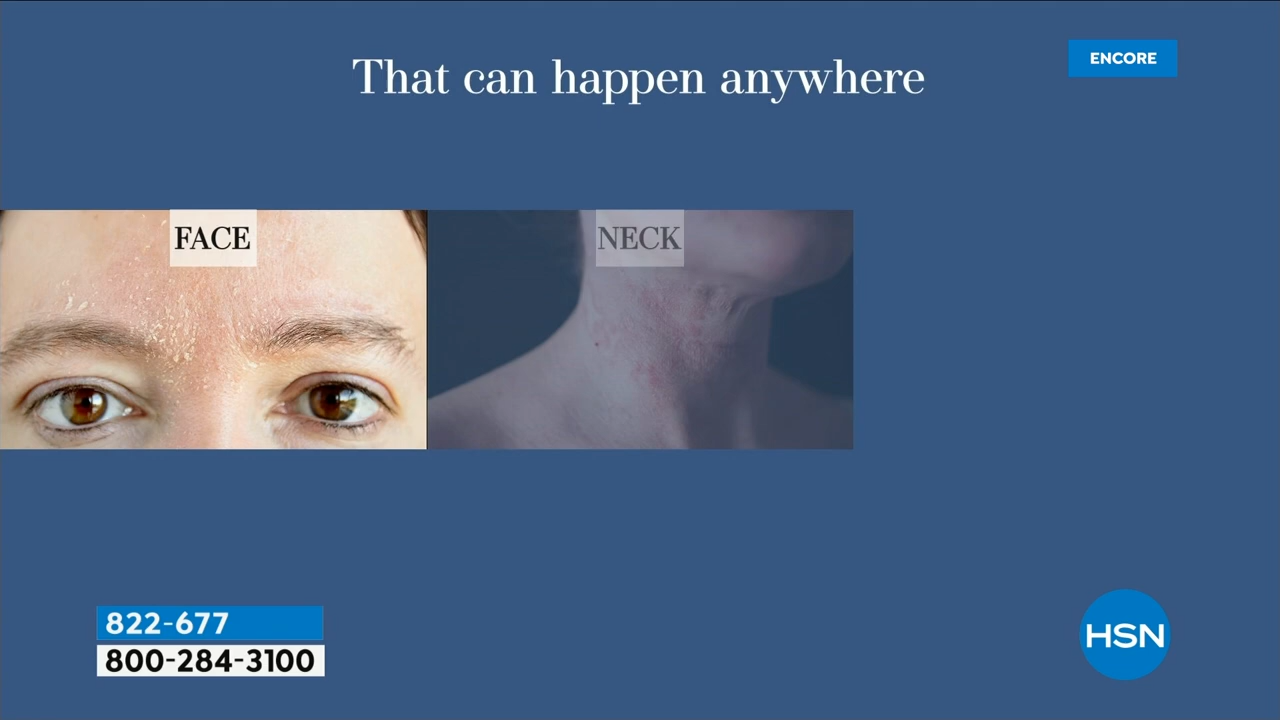 That can happen anywhere
ENCORE
FACE
NECK
822-677
800-284-3100
HSN